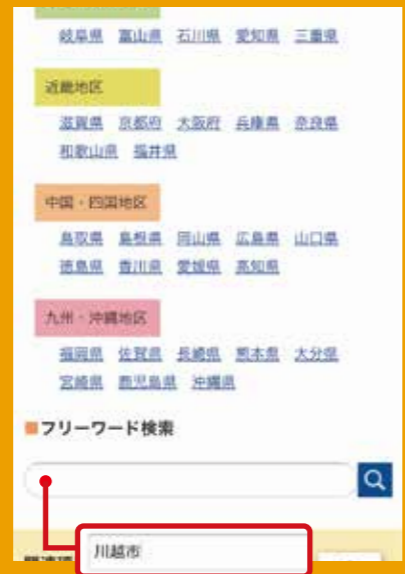 岐阜県 富山県 石川県 愛知県 三重県
近畿地区
滋賀県 京都府 大阪府 兵庫県 奈良県
和歌山県 福井県
中国・四国地区
鳥取県 島根県 岡山県 広島県 山口県
徳島県 香川県 愛媛県 高知県
九州・沖縄地区
福岡県 佐賀県 長崎県 熊本県 大分県
宮崎県 鹿児島県 沖縄県
フリーワード検索
川越市